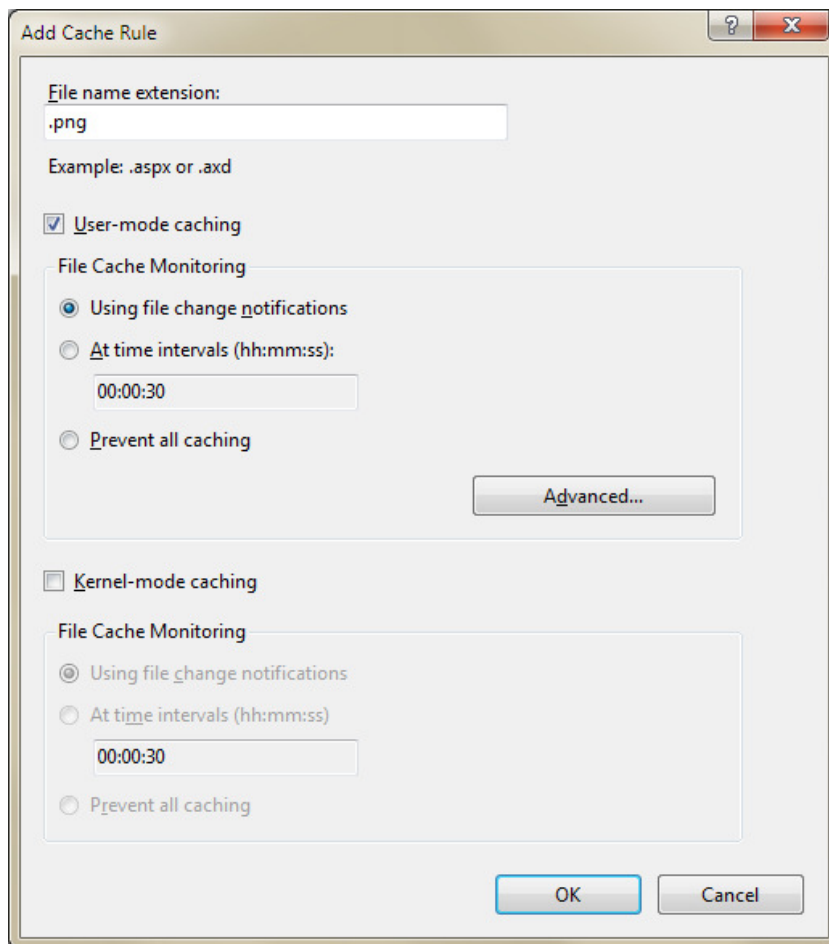 Add Cache Rule
File name extension:
.png
Example: .aspx or .axd
User-mode caching
File Cache Monitoring
Using file change notifications
At time intervals (hh:mm:ss):
00:00:30
Prevent all caching
Advanced...
Kernel-mode caching
File Cache Monitoring
Using file change notifications
At time intervals (hh:mm:ss)
00:00:30
Prevent all caching
OK Cancel